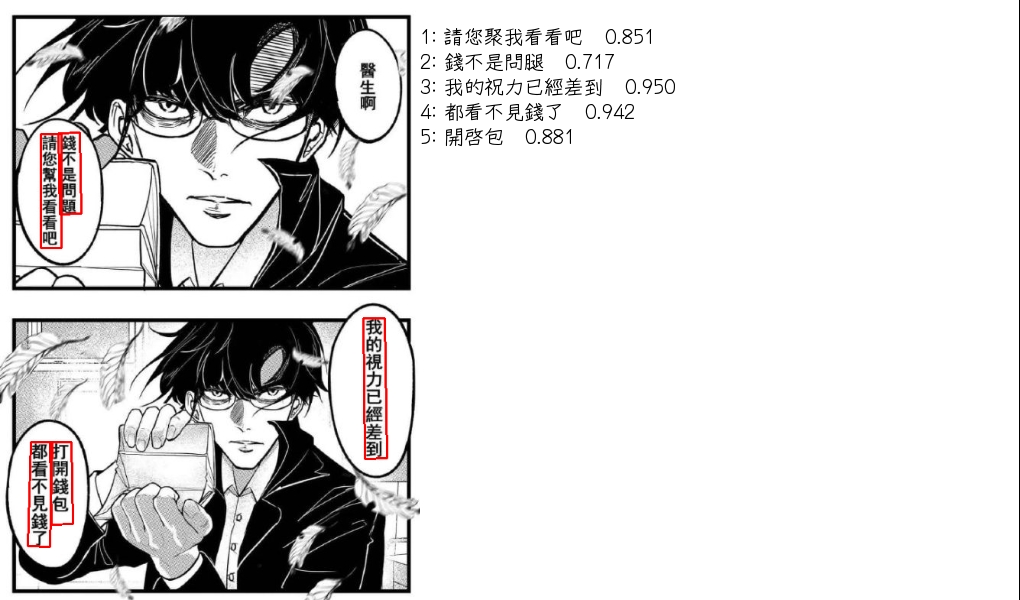 醫生啊
錢不是問題
請您幫我看看吧
我的視力已經差到
打開錢包
都看不見錢了
1: 請您聚我看看吧 0.851
2: 錢不是問腿 0.717
3: 我的祝力已經差到 0.950
4: 都看不見錢了 0.942
5: 開啓包 0.881